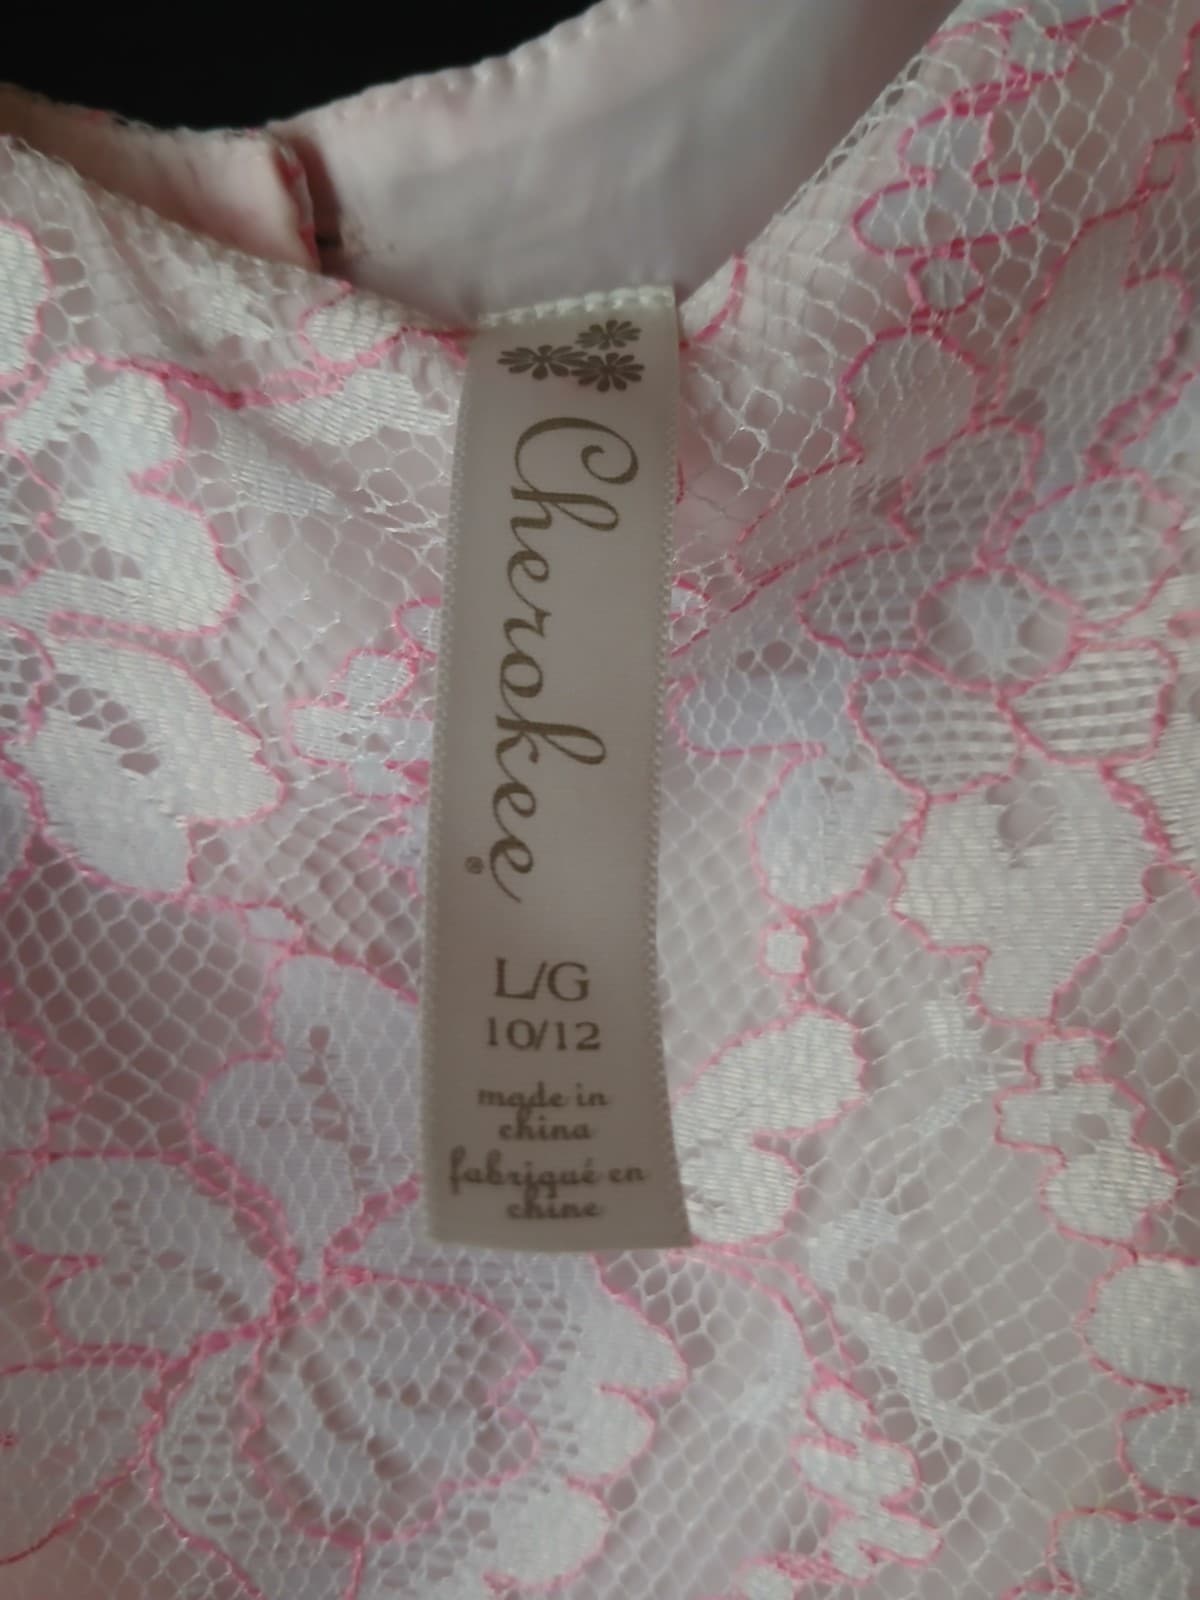 Cherokee®
L/G
10/12
made in
china
fabriqué en
chine